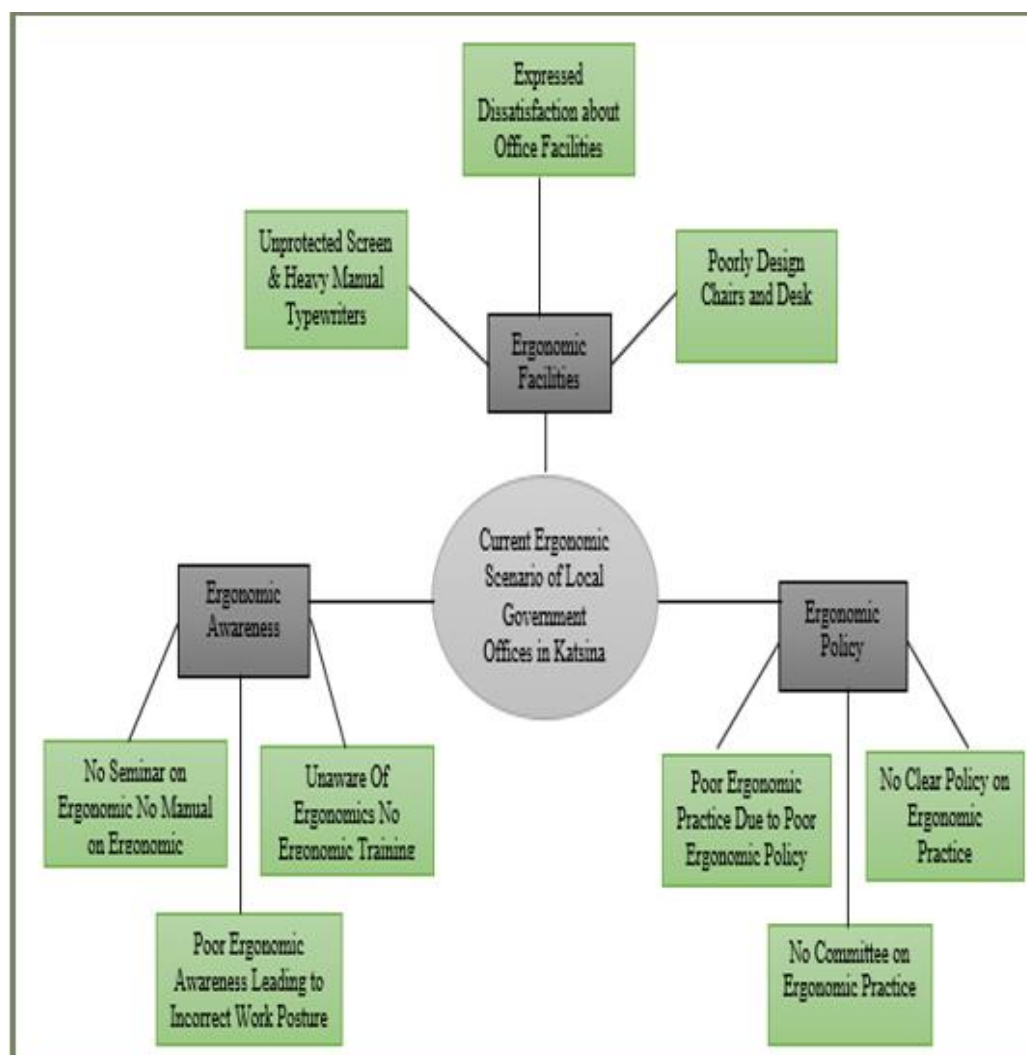 Expressed
Dissatisfaction about
Office Facilities
Unprotected Screen
& Heavy Manual
Typewriters
Poorly Design
Chairs and Desk
Ergonomic
Facilities
Current Ergonomic
Scenario of Local
Government
Offices in Katsina
Ergonomic
Awareness
Ergonomic
Policy
No Seminar on
Ergonomic No Manual
on Ergonomic
Unaware Of
Ergonomics No
Ergonomic Training
Poor Ergonomic
Awareness Leading to
Incorrect Work Posture
Poor Ergonomic
Practice Due to Poor
Ergonomic Policy
No Clear Policy on
Ergonomic
Practice
No Committee on
Ergonomic Practice